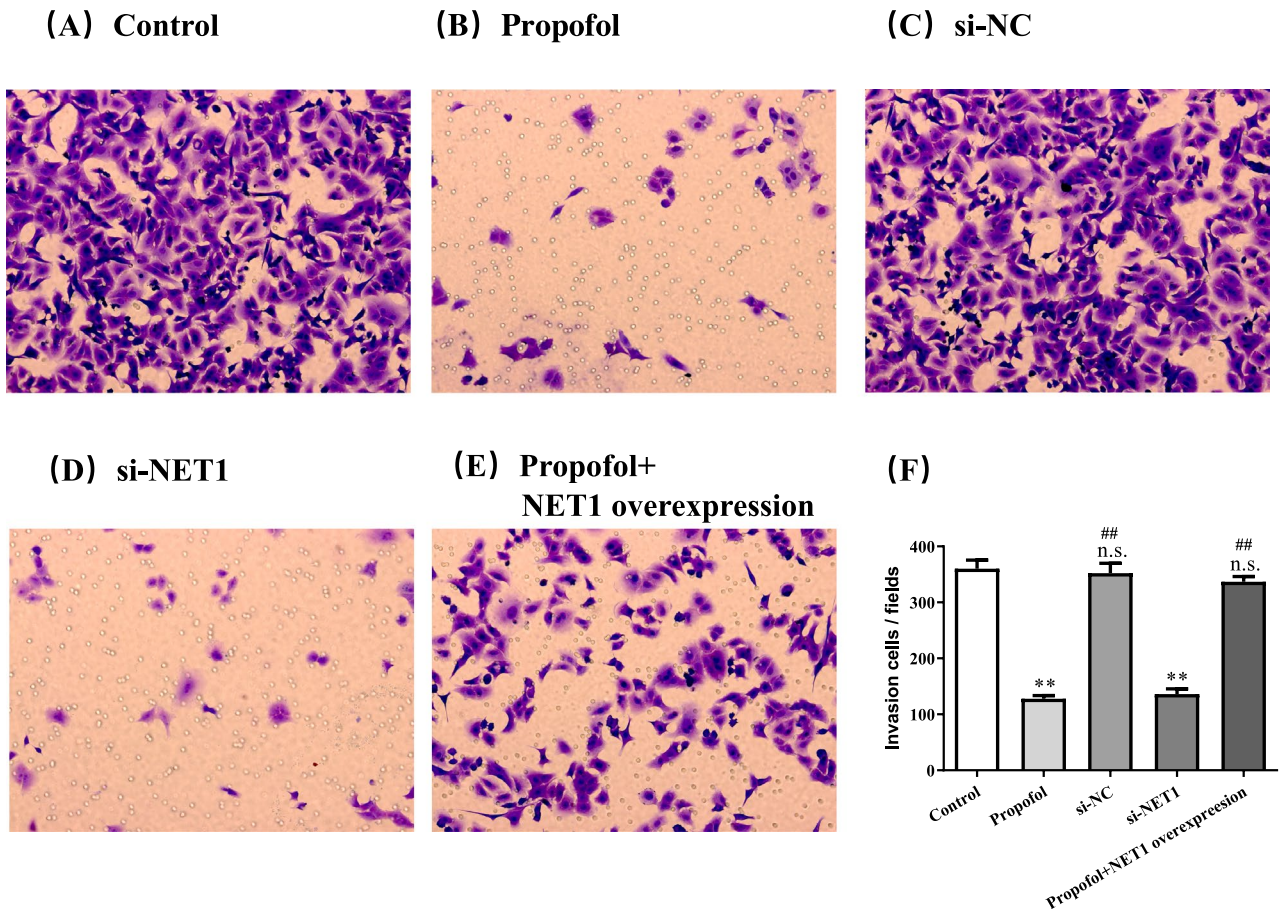 (A) Control
(B) Propofol
(C) si-NC
(D) si-NET1
(E) Propofol+
NET1 overexpression
(F)
Invasion cells / fields
400
300
200
100
0
**
##
n.s.
**
##
n.s.
Control
Propofol
si-NC
si-NET1
Propofol+NET1 overexpreesion